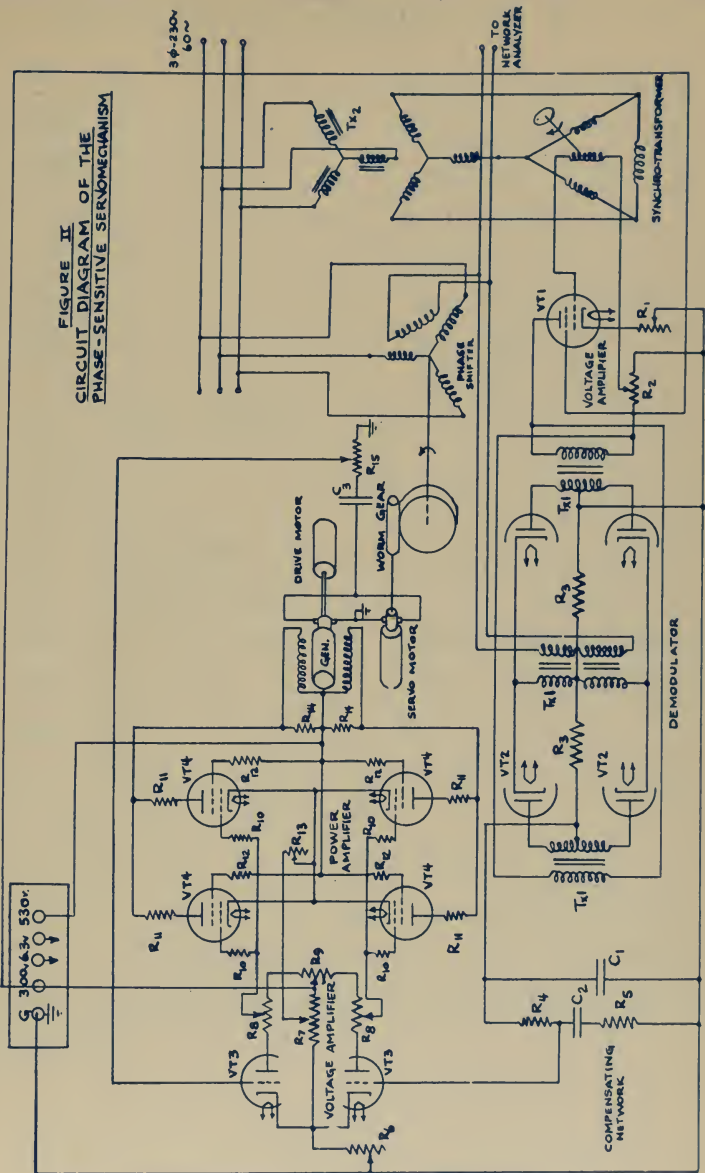 FIGURE II
CIRCUIT DIAGRAM OF THE
PHASE-SENSITIVE SERVOMECHANISM
3φ-230v
60~
TO
NETWORK
ANALYZER
G 300v 6.3v 530v.
TX2
SYNCHRO-TRANSFORMER
PHASE
SHIFTER
VT1
VOLTAGE
AMPLIFIER
R1
R2
R15
C3
DRIVE MOTOR
WORM GEAR
GEN.
SERVO MOTOR
R14
R14
R11
VT4
R12
R10
R11
VT4
R12
R10
R13
POWER
AMPLIFIER
R12
VT4
R11
R10
R12
VT4
R11
R10
R9
R8
R7
R8
VT3
VOLTAGE AMPLIFIER
VT3
R6
Tx1
R3
Tx1
R3
VT2
VT2
Tx1
DEMODULATOR
R4
C2
C1
R5
COMPENSATING
NETWORK